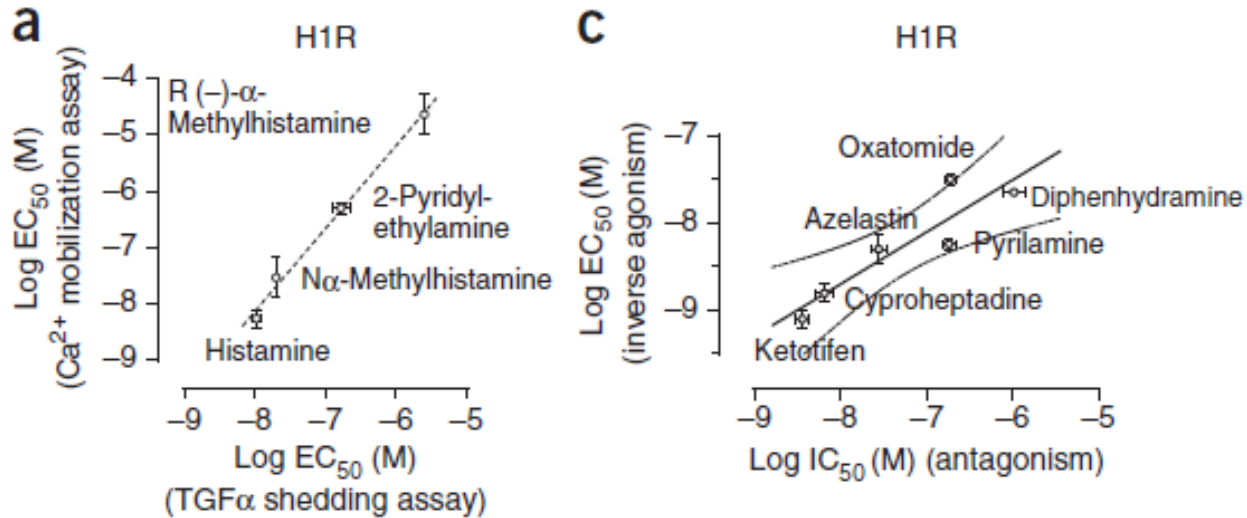 a
H1R
Log EC50 (M)
(Ca2+ mobilization assay)
–4
–5
–6
–7
–8
–9
R (–)-α-
Methylhistamine
2-Pyridyl-
ethylamine
Nα-Methylhistamine
Histamine
–9 –8 –7 –6 –5
Log EC50 (M)
(TGFα shedding assay)
c
H1R
Log EC50 (M)
(inverse agonism)
–7
–8
–9
Oxatomide
Diphenhydramine
Azelastin
Pyrilamine
Cyproheptadine
Ketotifen
–9 –8 –7 –6 –5
Log IC50 (M) (antagonism)